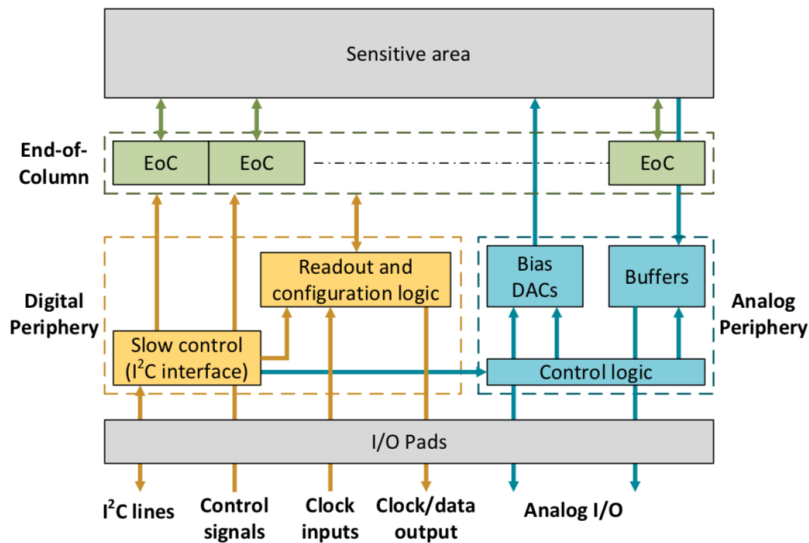 Sensitive area
End-of-
Column
EoC
EoC
EoC
Digital
Periphery
Readout and
configuration logic
Slow control
(I²C interface)
Bias
DACs
Buffers
Control logic
Analog
Periphery
I/O Pads
I²C lines
Control
signals
Clock
inputs
Clock/data
output
Analog I/O